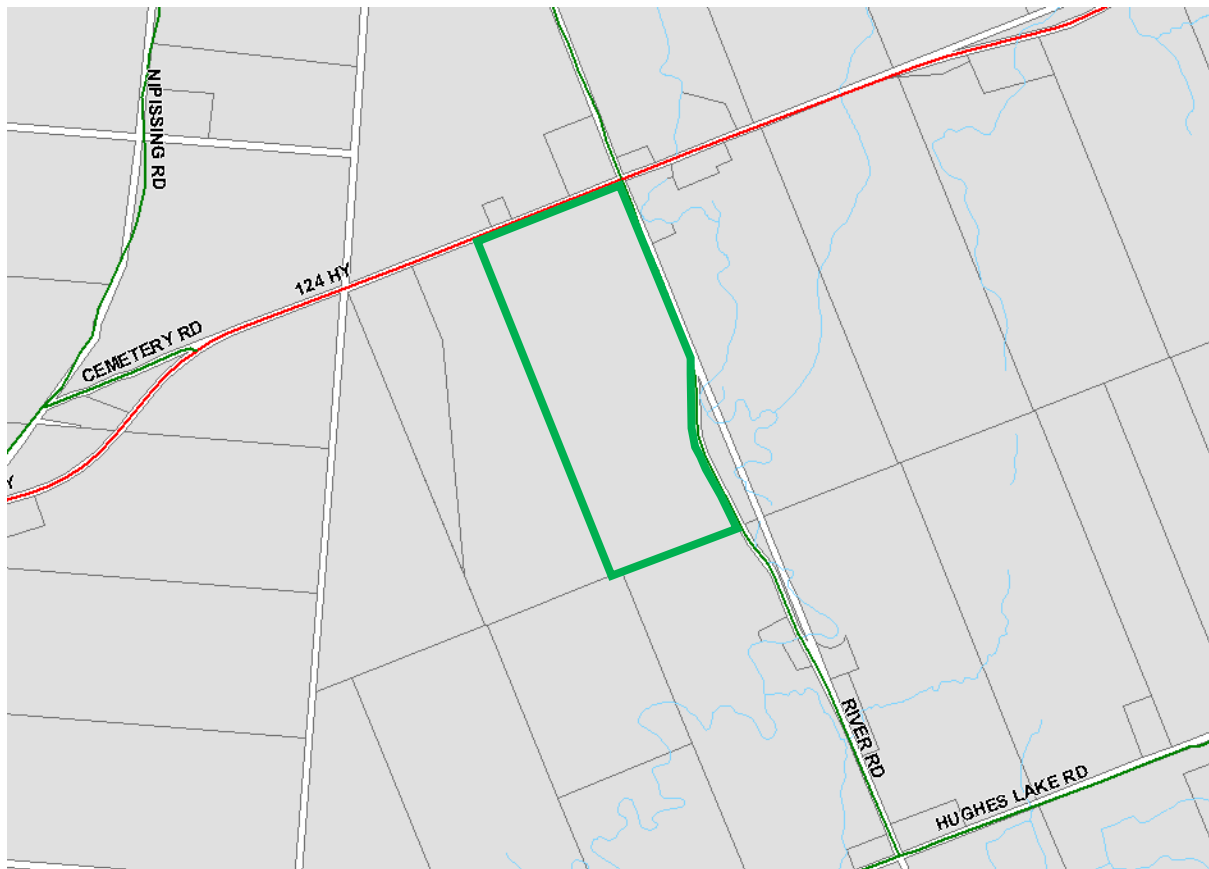 NIPISSING RD
124 HY
CEMETERY RD
Y
RIVER RD
HUGHES LAKE RD